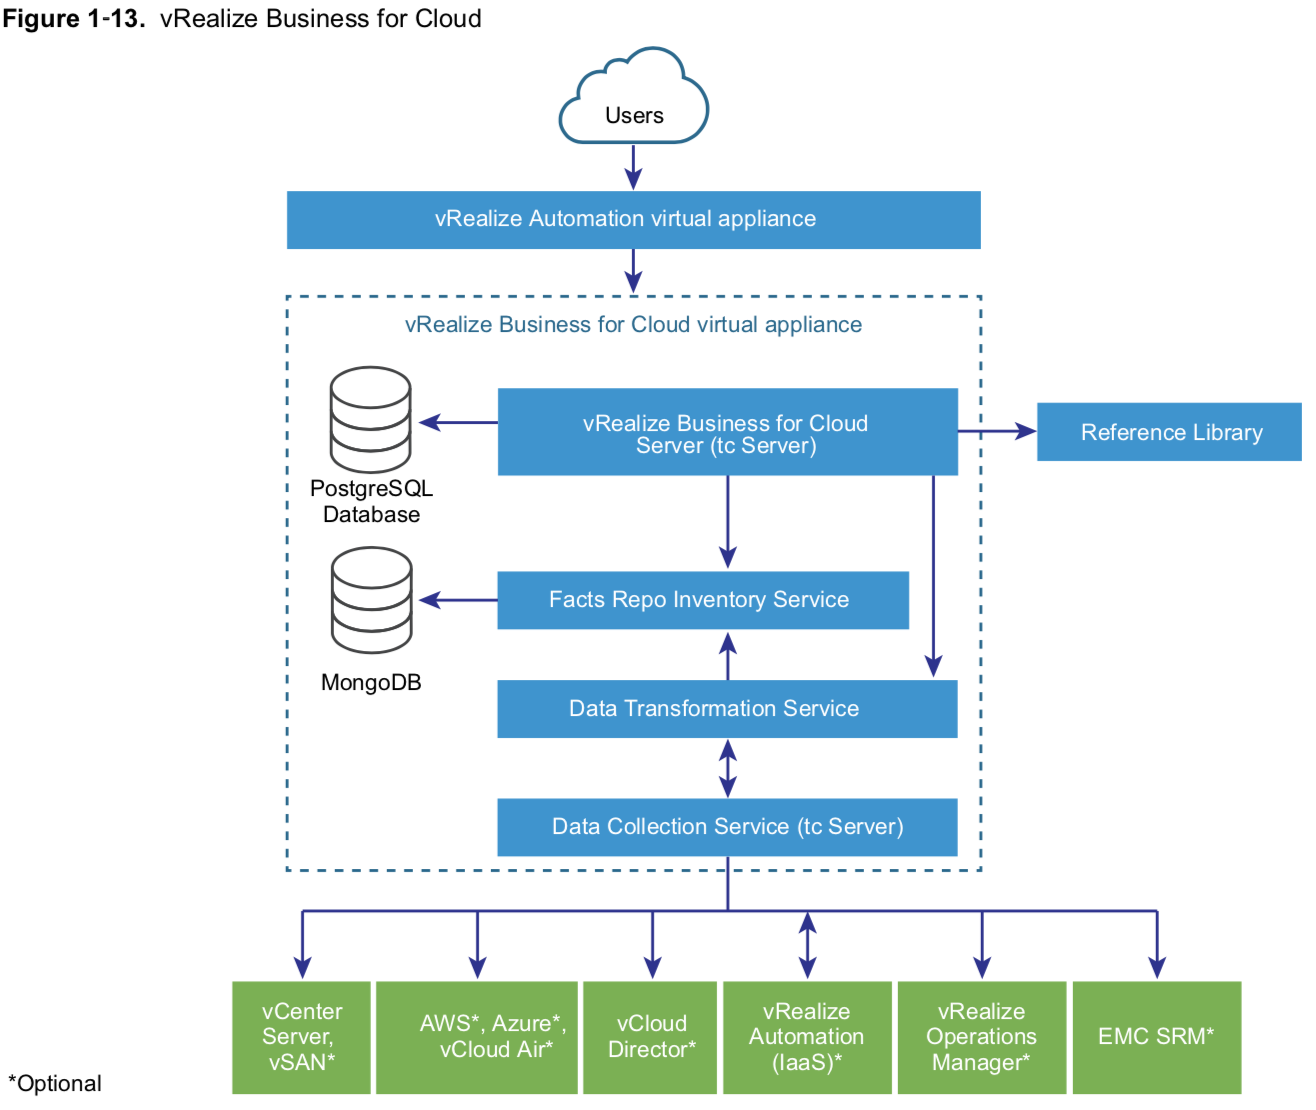 Figure 1-13. vRealize Business for Cloud
Users
vRealize Automation virtual appliance
vRealize Business for Cloud virtual appliance
vRealize Business for Cloud
Server (tc Server)
Reference Library
PostgreSQL
Database
Facts Repo Inventory Service
MongoDB
Data Transformation Service
Data Collection Service (tc Server)
vCenter
Server,
vSAN*
AWS*, Azure*,
vCloud Air*
vCloud
Director*
vRealize
Automation
(IaaS)*
vRealize
Operations
Manager*
EMC SRM*
*Optional